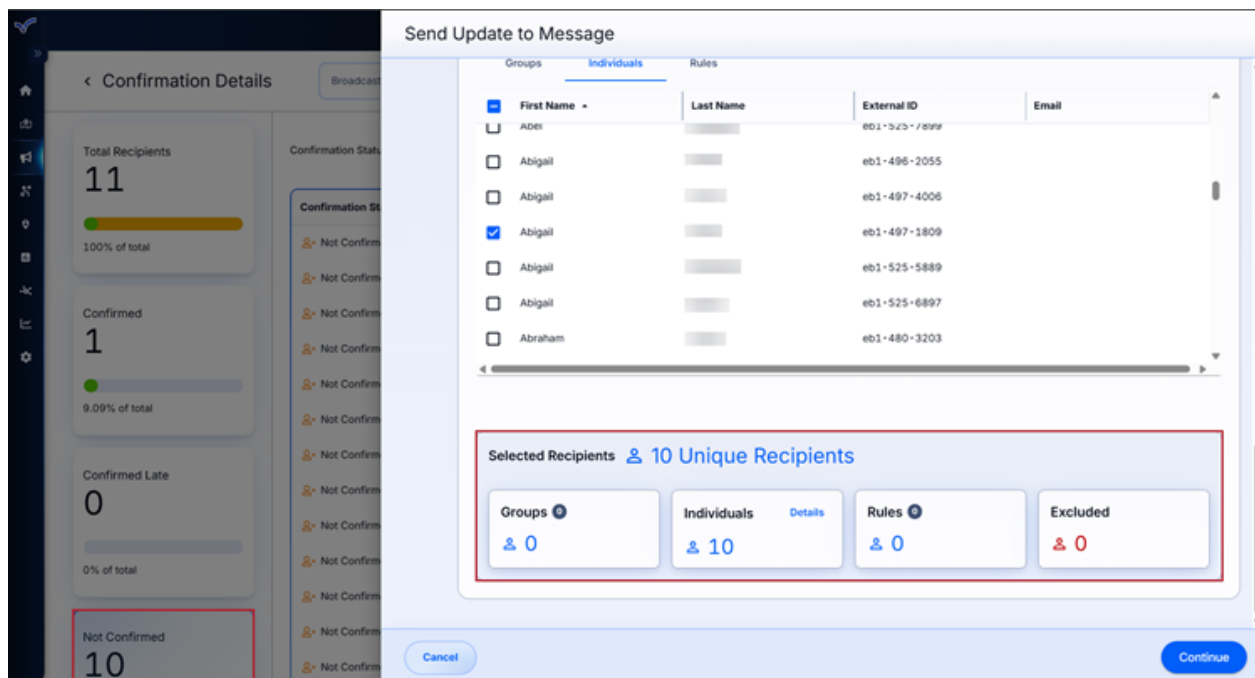 Send Update to Message
Confirmation Details
Broadcast
Total Recipients
11
100% of total
Confirmed
1
9.09% of total
Confirmed Late
0
0% of total
Not Confirmed
10
Confirmation Statu
Confirmation St
Not Confirm
Not Confirm
Not Confirm
Not Confirm
Not Confirm
Not Confirm
Not Confirm
Not Confirm
Not Confirm
Not Confirm
Not Confirm
Not Confirm
Not Confirm
Groups Individuals Rules
First Name Last Name External ID Email
Abel eb1-525-7899
Abigail eb1-496-2055
Abigail eb1-497-4006
Abigail eb1-497-1809
Abigail eb1-525-5889
Abigail eb1-525-6897
Abraham eb1-480-3203
Selected Recipients 10 Unique Recipients
Groups 0
0
Individuals Details
10
Rules 0
0
Excluded
0
Cancel Continue